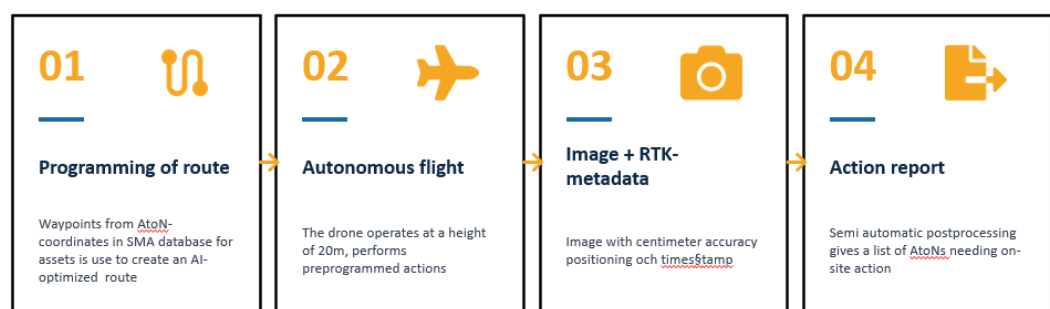 01
Programming of route
Waypoints from AtoN-
coordinates in SMA database for
assets is use to create an AI-
optimized  route
02
Autonomous flight
The drone operates at a height
of 20m, performs
preprogrammed actions
03
Image + RTK-
metadata
Image with centimeter accuracy
positioning och times§tamp
04
Action report
Semi automatic postprocessing
gives a list of AtoNs needing on-
site action